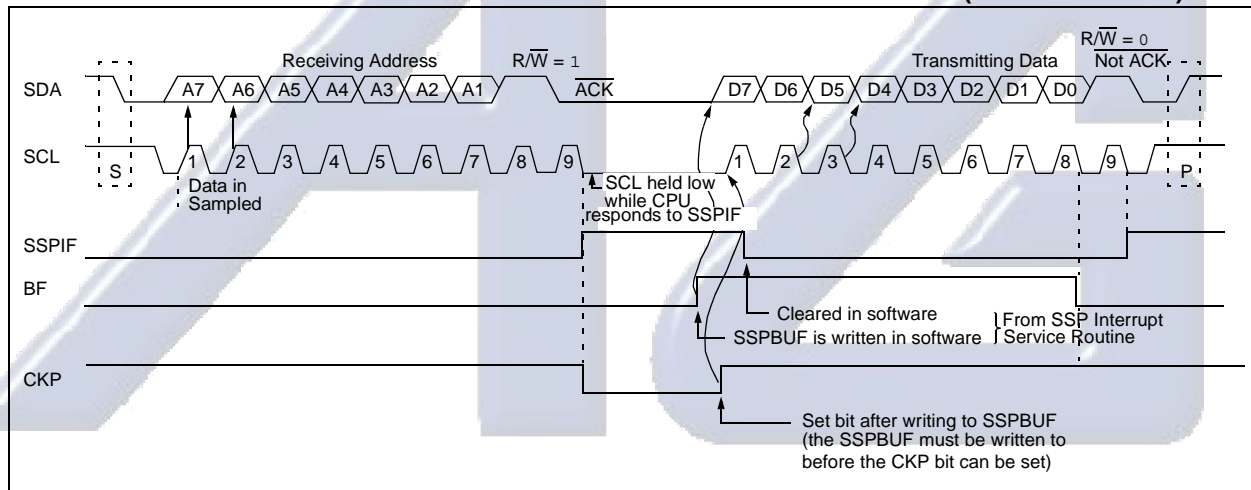 R/W = 0
Receiving Address
R/W = 1
Transmitting Data
Not ACK
SDA
A7 A6 A5 A4 A3 A2 A1
ACK
D7 D6 D5 D4 D3 D2 D1 D0
SCL
S
1 2 3 4 5 6 7 8 9
1 2 3 4 5 6 7 8 9
P
Data in
Sampled
SCL held low
while CPU
responds to SSPIF
SSPIF
BF
Cleared in software
SSPBUF is written in software
From SSP Interrupt
Service Routine
CKP
Set bit after writing to SSPBUF
(the SSPBUF must be written to
before the CKP bit can be set)